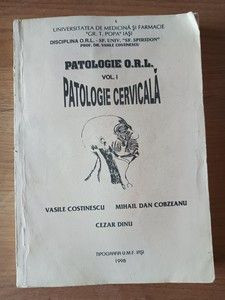 UNIVERSITATEA DE MEDICINĂ ŞI FARMACIE
"GR. T. POPA" IAŞI
DISCIPLINA O.R.L. - SP. UNIV. "SF. SPIRIDON"
PROF. DR. VASILE COSTINESCU
PATOLOGIE O.R.L.
VOL. I
PATOLOGIE CERVICALĂ
VASILE COSTINESCU MIHAIL DAN COBZEANU
CEZAR DINU
TIPOGRAFIA U.M.F. IAŞI
1998